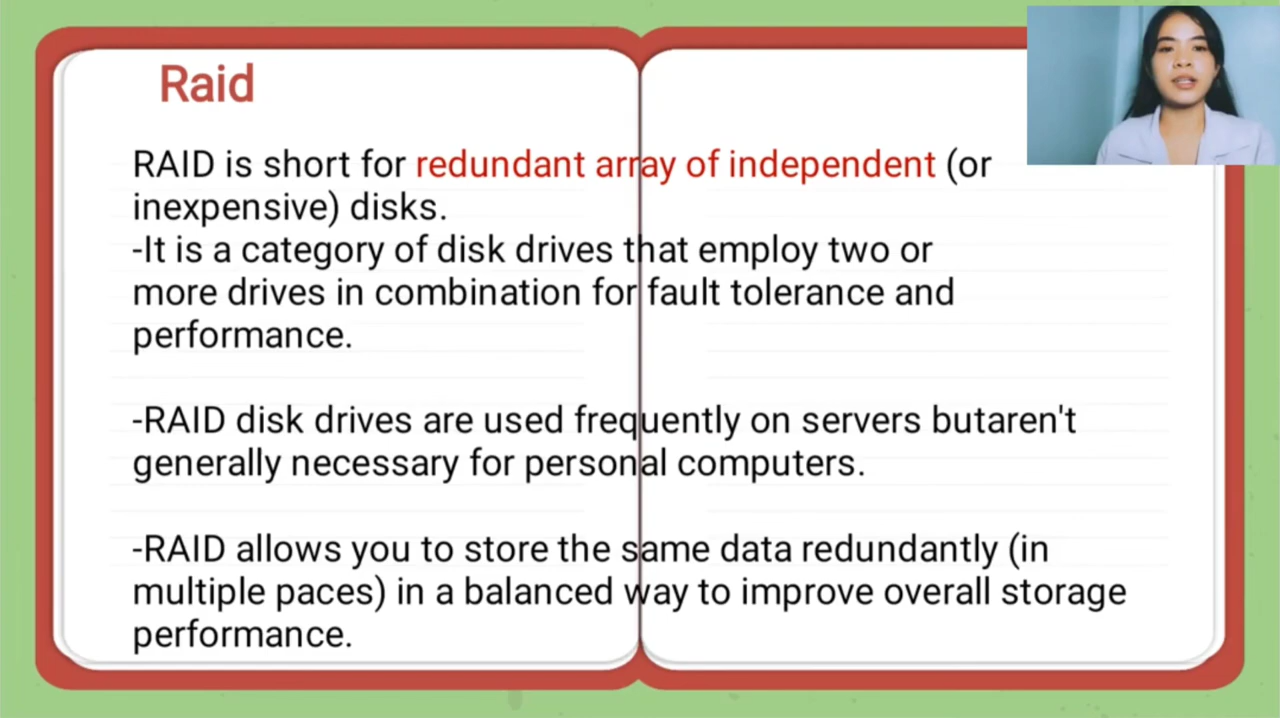 Raid
RAID is short for redundant array of independent (or
inexpensive) disks.
-It is a category of disk drives that employ two or
more drives in combination for fault tolerance and
performance.
-RAID disk drives are used frequently on servers butaren't
generally necessary for personal computers.
-RAID allows you to store the same data redundantly (in
multiple paces) in a balanced way to improve overall storage
performance.